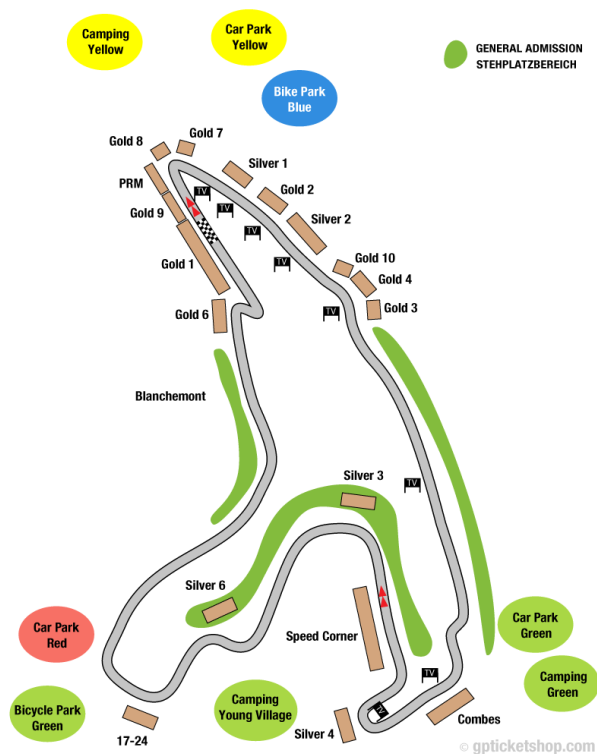 Camping
Yellow
Car Park
Yellow
GENERAL ADMISSION
STEHPLATZBEREICH
Bike Park
Blue
Gold 8
Gold 7
Silver 1
PRM
Gold 2
Gold 9
TV
TV
Silver 2
TV
Gold 1
TV
Gold 10
Gold 4
Gold 6
TV
Gold 3
Blanchemont
Silver 3
TV
Silver 6
Car Park
Red
Speed Corner
Car Park
Green
TV
Camping
Green
Bicycle Park
Green
Camping
Young Village
TV
Combes
17-24
Silver 4
© gpticketshop.com